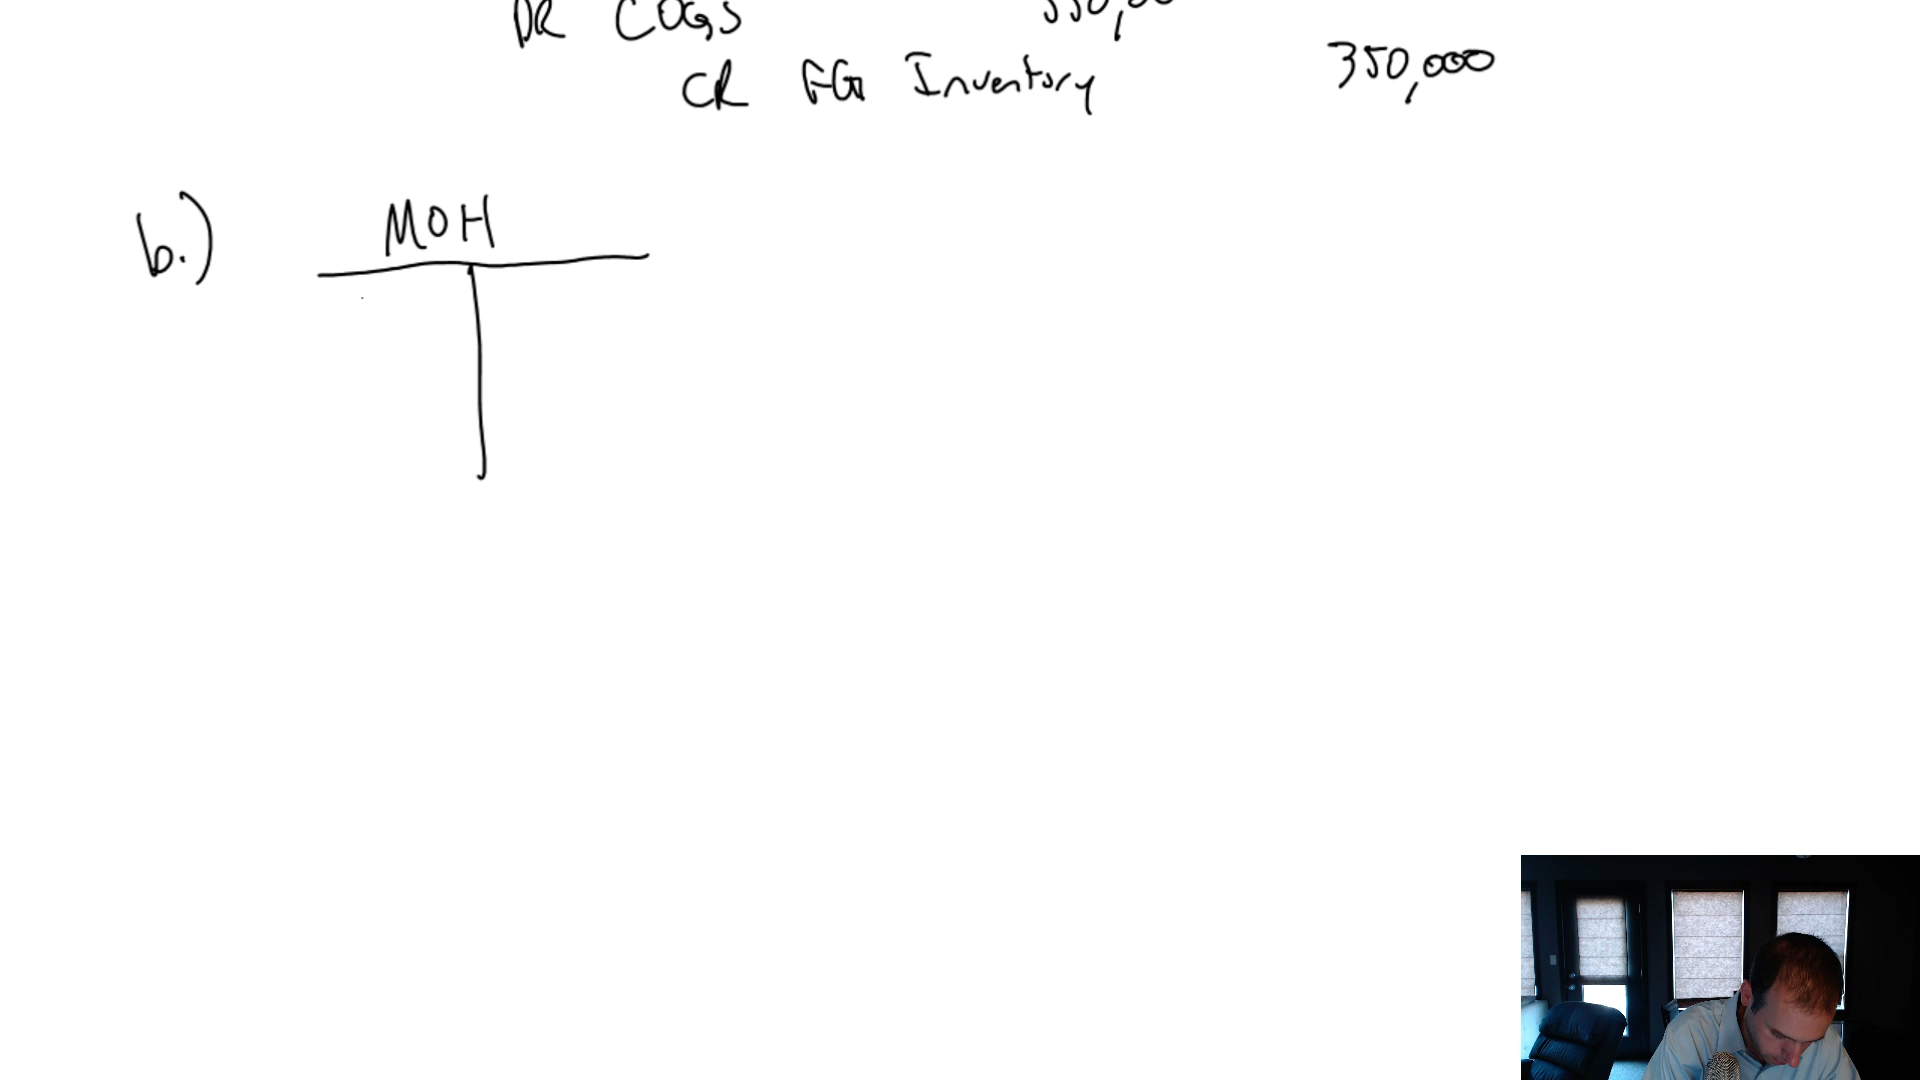 DR COGS
CR FG Inventory 350,000
b.) MOH